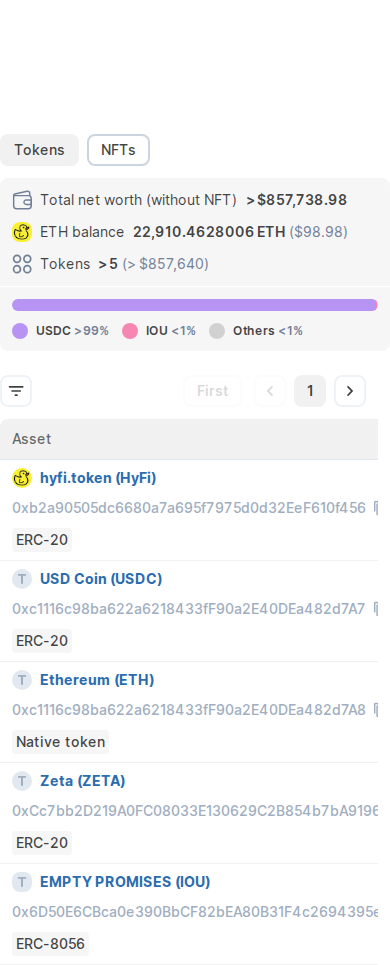 Tokens NFTs
Total net worth (without NFT) >$857,738.98
ETH balance 22,910.4628006 ETH ($98.98)
Tokens >5 (> $857,640)
USDC >99% IOU <1% Others <1%
First 1
Asset
hyfi.token (HyFi)
0xb2a90505dc6680a7a695f7975d0d32EeF610f456
ERC-20
T USD Coin (USDC)
0xc1116c98ba622a6218433fF90a2E40DEa482d7A7
ERC-20
T Ethereum (ETH)
0xc1116c98ba622a6218433fF90a2E40DEa482d7A8
Native token
T Zeta (ZETA)
0xCc7bb2D219A0FC08033E130629C2B854b7bA9196
ERC-20
T EMPTY PROMISES (IOU)
0x6D50E6CBca0e390BbCF82bEA80B31F4c2694395e
ERC-8056